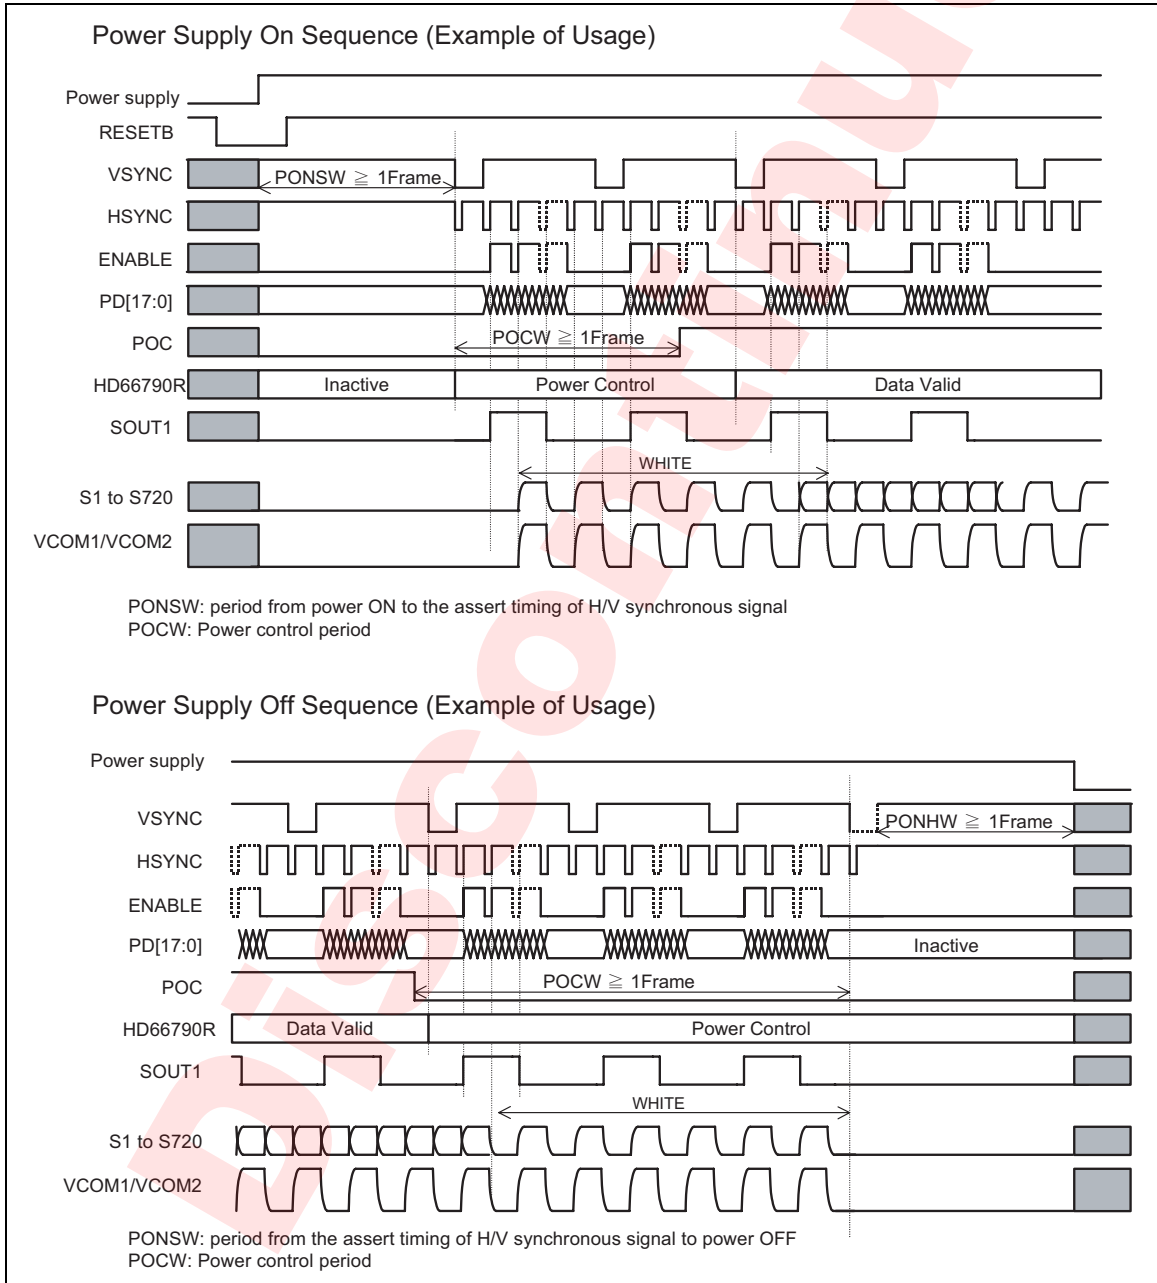 Power Supply On Sequence (Example of Usage)
Power supply
RESETB
VSYNC
PONSW ≧ 1Frame
HSYNC
ENABLE
PD[17:0]
POC
POCW ≧ 1Frame
HD66790R
Inactive
Power Control
Data Valid
SOUT1
WHITE
S1 to S720
VCOM1/VCOM2
PONSW: period from power ON to the assert timing of H/V synchronous signal
POCW: Power control period
Power Supply Off Sequence (Example of Usage)
Power supply
VSYNC
PONHW ≧ 1Frame
HSYNC
ENABLE
PD[17:0]
Inactive
POC
POCW ≧ 1Frame
HD66790R
Data Valid
Power Control
SOUT1
WHITE
S1 to S720
VCOM1/VCOM2
PONSW: period from the assert timing of H/V synchronous signal to power OFF
POCW: Power control period
Discontinu